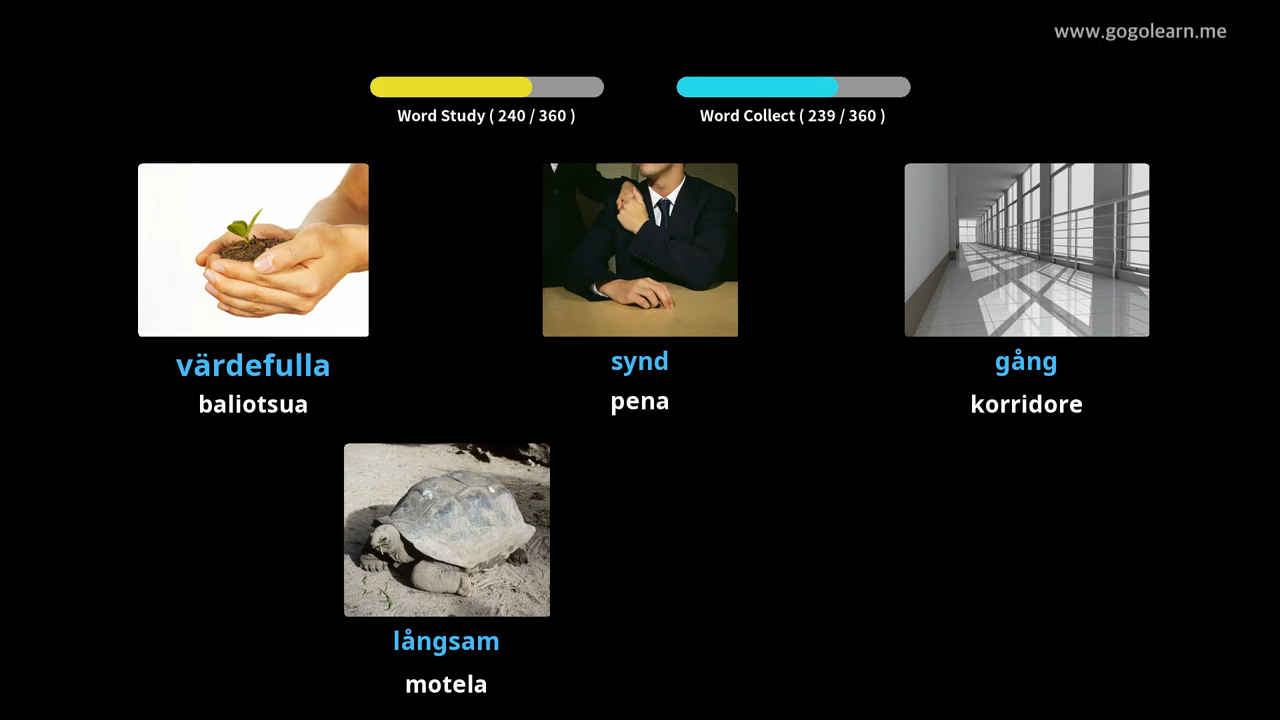 www.gogolearn.me
Word Study ( 240 / 360 )
Word Collect ( 239 / 360 )
värdefulla
baliotsua
synd
pena
gång
korridore
långsam
motela